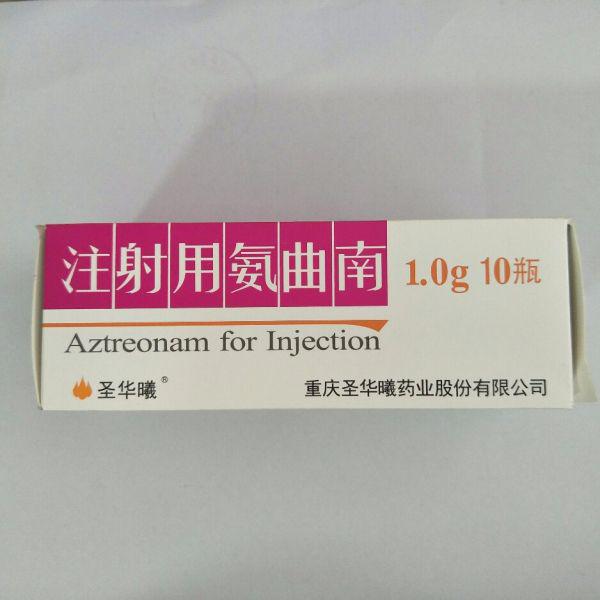 注射用氨曲南 1.0g 10瓶
Aztreonam for Injection
圣华曦® 重庆圣华曦药业股份有限公司